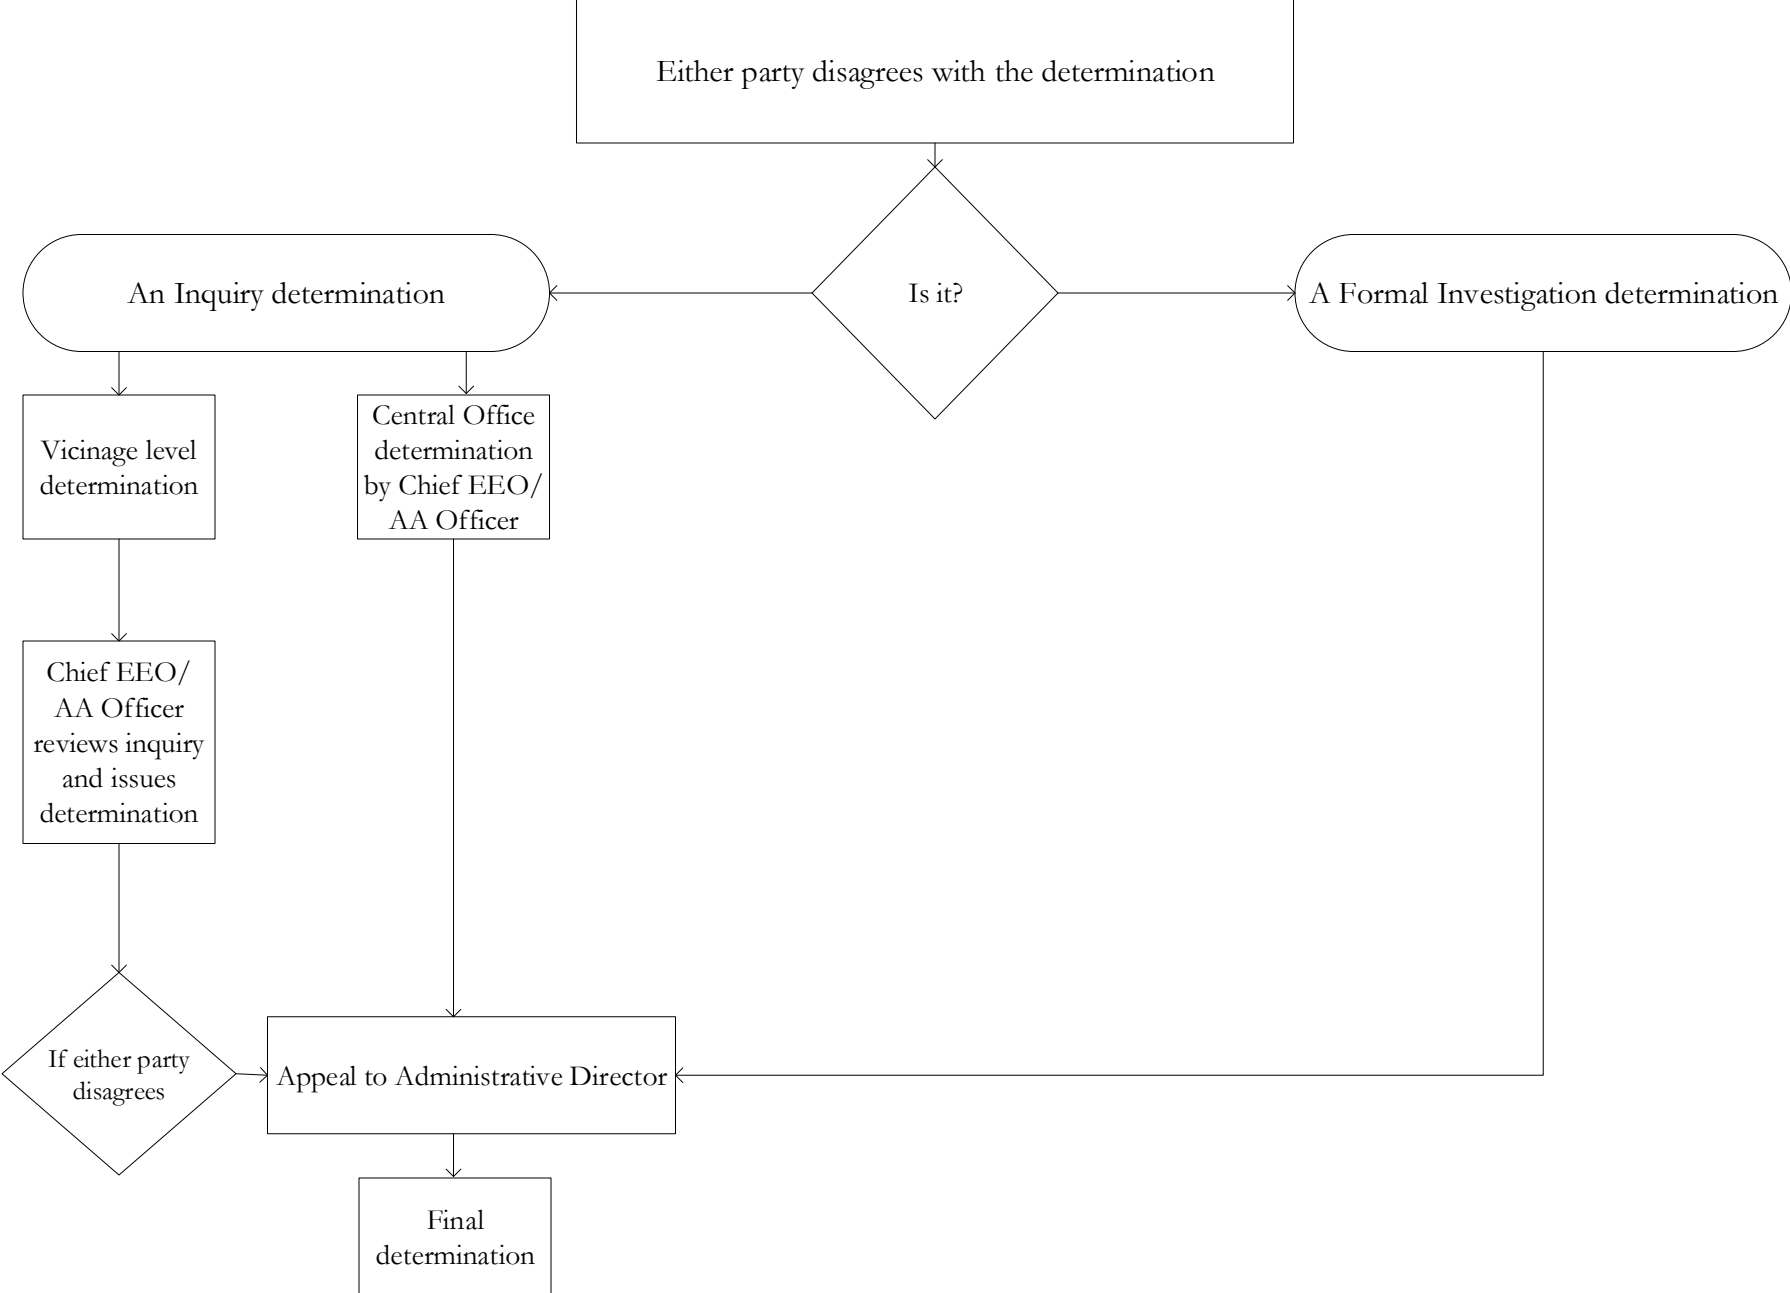 Either party disagrees with the determination
An Inquiry determination
Is it?
A Formal Investigation determination
Vicinage level
determination
Central Office
determination
by Chief EEO/
AA Officer
Chief EEO/
AA Officer
reviews inquiry
and issues
determination
If either party
disagrees
Appeal to Administrative Director
Final
determination